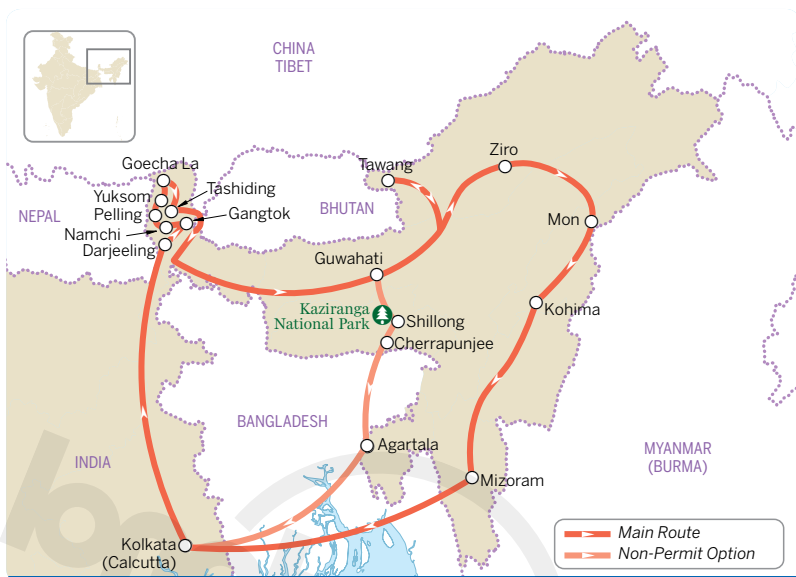 CHINA
TIBET
Goecha La
Tawang
Ziro
Yuksom
Tashiding
NEPAL
Pelling
Gangtok
BHUTAN
Mon
Namchi
Darjeeling
Guwahati
Kaziranga
National Park
Kohima
Shillong
Cherrapunjee
BANGLADESH
Agartala
MYANMAR
(BURMA)
INDIA
Mizoram
Kolkata
(Calcutta)
Main Route
Non-Permit Option